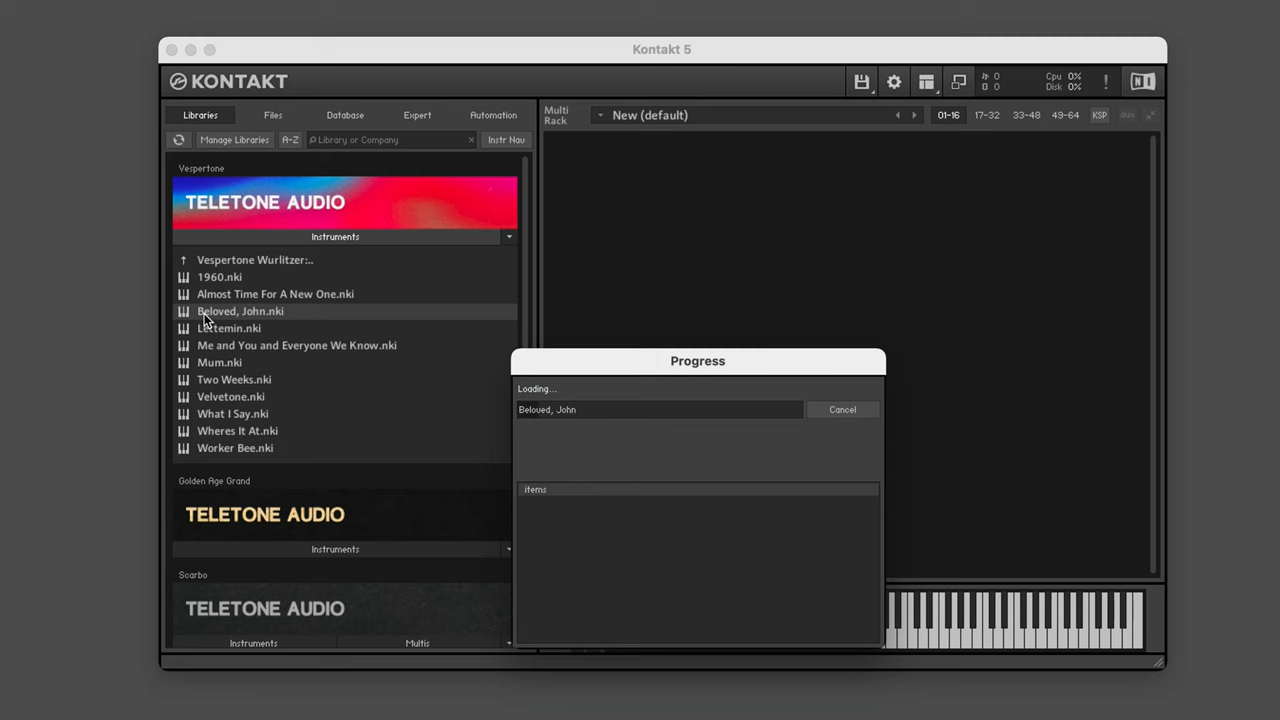 Kontakt 5
KONTAKT
0
0
Cpu 0%
Disk 0%
!
NI
Libraries
Files
Database
Expert
Automation
Multi
Rack
New (default)
01-16
17-32
33-48
49-64
KSP
AUX
Manage Libraries
A-Z
Library or Company
Instr Nav
Vespertone
TELETONE AUDIO
Instruments
Vespertone Wurlitzer:..
1960.nki
Almost Time For A New One.nki
Beloved, John.nki
Me and You and Everyone We Know.nki
Mum.nki
Two Weeks.nki
Velvetone.nki
What I Say.nki
Wheres It At.nki
Worker Bee.nki
Golden Age Grand
TELETONE AUDIO
Instruments
Scarbo
TELETONE AUDIO
Instruments
Multis
Progress
Loading...
Beloved, John
Cancel
items